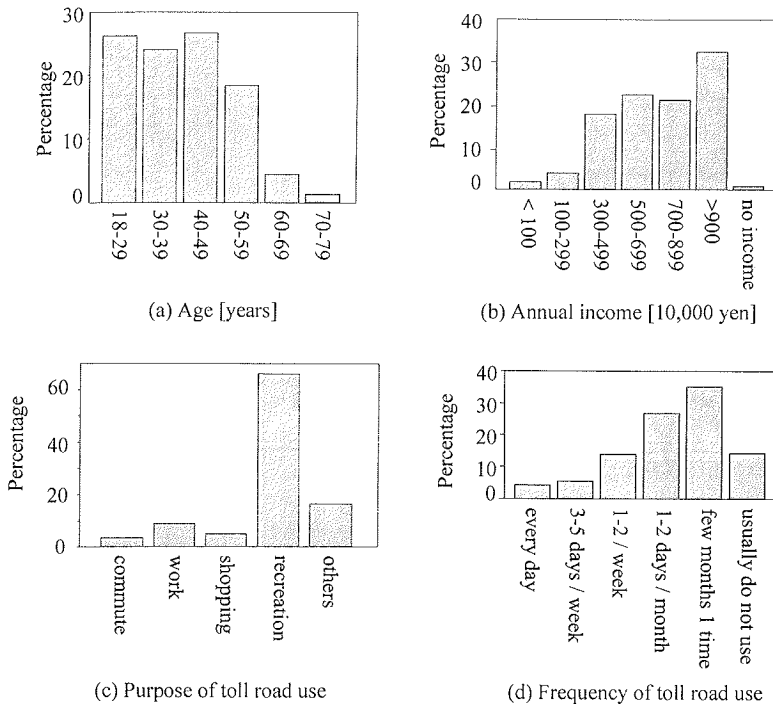 30
20
10
0
Percentage
18-29
30-39
40-49
50-59
60-69
70-79
(a) Age [years]
40
30
20
10
0
Percentage
< 100
100-299
300-499
500-699
700-899
>900
no income
(b) Annual income [10,000 yen]
60
40
20
0
Percentage
commute
work
shopping
recreation
others
(c) Purpose of toll road use
40
30
20
10
0
Percentage
every day
3-5 days / week
1-2 / week
1-2 days / month
few months 1 time
usually do not use
(d) Frequency of toll road use